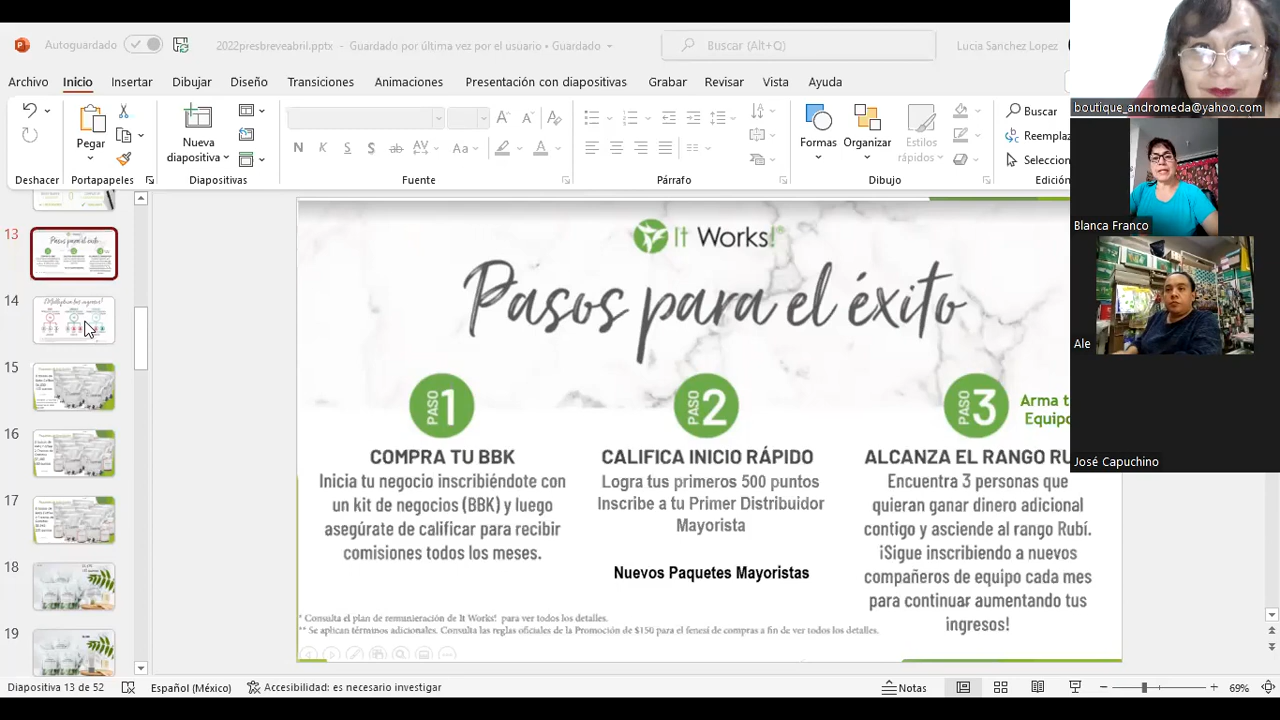 Autoguardado
2022presbreveabril.pptx - Guardado por última vez por el usuario • Guardado
Buscar (Alt+Q)
Lucia Sanchez Lopez
Archivo Inicio Insertar Dibujar Diseño Transiciones Animaciones Presentación con diapositivas Grabar Revisar Vista Ayuda
Pegar
Nueva
diapositiva
N K S S ab AV Aa A
Formas
Organizar
Estilos
rápidos
Buscar
Reemplaz
Seleccion
Deshacer Portapapeles Diapositivas Fuente Párrafo Dibujo Edición
13
Pasos para el éxito
14
15
16
17
18
19
It Works!
Pasos para el éxito
PASO 1
COMPRA TU BBK
Inicia tu negocio inscribiéndote con
un kit de negocios (BBK) y luego
asegúrate de calificar para recibir
comisiones todos los meses.
PASO 2
CALIFICA INICIO RÁPIDO
Logra tus primeros 500 puntos
Inscribe a tu Primer Distribuidor
Mayorista
Nuevos Paquetes Mayoristas
PASO 3
Arma t
Equipo
ALCANZA EL RANGO RU
Encuentra 3 personas que
quieran ganar dinero adicional
contigo y asciende al rango Rubí.
¡Sigue inscribiendo a nuevos
compañeros de equipo cada mes
para continuar aumentando tus
ingresos!
* Consulta el plan de remunieración de It Works! para ver todos los detalles.
** Se aplican términos adicionales. Consulta las reglas oficiales de la Promoción de $150 para el fenesí de compras a fin de ver todos los detalles.
boutique_andromeda@yahoo.com
Blanca Franco
Ale
José Capuchino
Diapositiva 13 de 52
Español (México)
Accesibilidad: es necesario investigar
Notas
69%